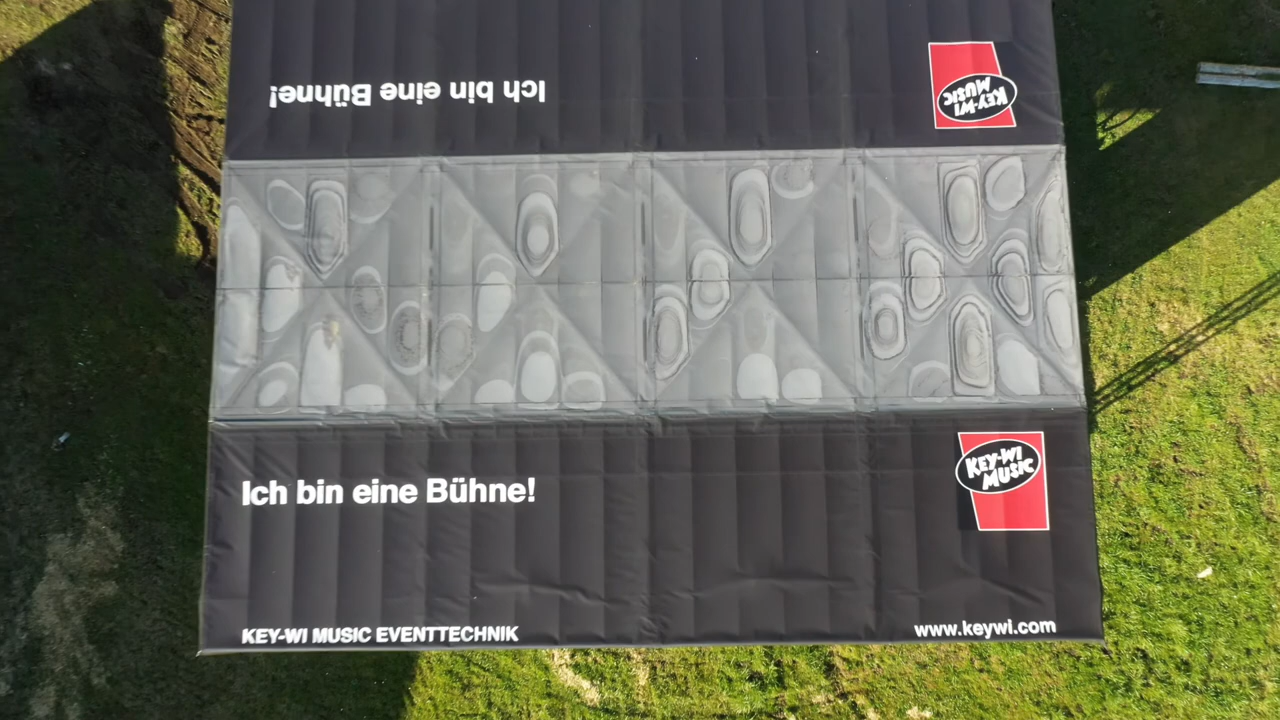 Ich bin eine Bühne!
KEY-WI
MUSIC
Ich bin eine Bühne!
KEY-WI
MUSIC
KEY-WI MUSIC EVENTTECHNIK
www.keywi.com